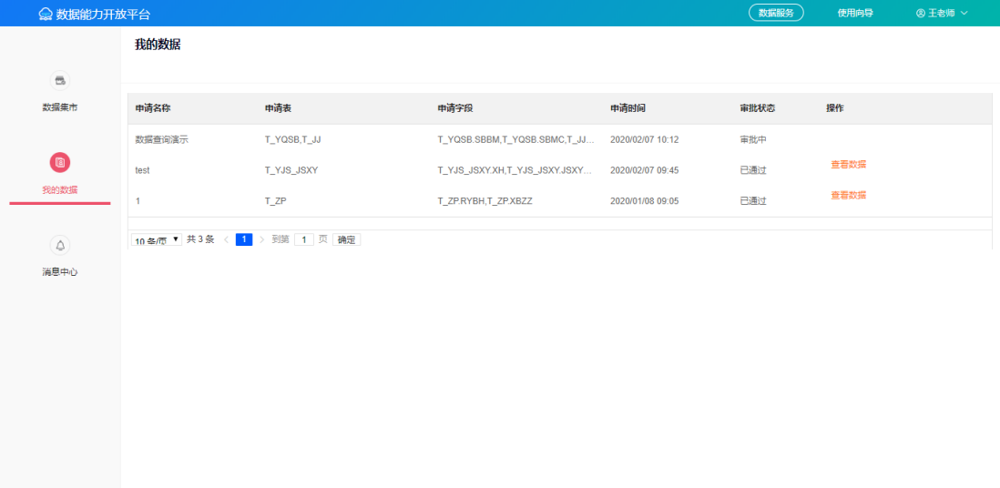 数据能力开放平台 数据服务 使用向导 王老师
我的数据
数据集市
我的数据
消息中心
申请名称 申请表 申请字段 申请时间 审批状态 操作
数据查询演示 T_YQSB,T_JJ T_YQSB.SBBM,T_YQSB.SBMC,T_JJ... 2020/02/07 10:12 审批中
test T_YJS_JSXY T_YJS_JSXY.XH,T_YJS_JSXY.JSXY... 2020/02/07 09:45 已通过 查看数据
1 T_ZP T_ZP.RYBH,T_ZP.XBZZ 2020/01/08 09:05 已通过 查看数据
10 条/页 共 3 条 1 到第 1 页 确定